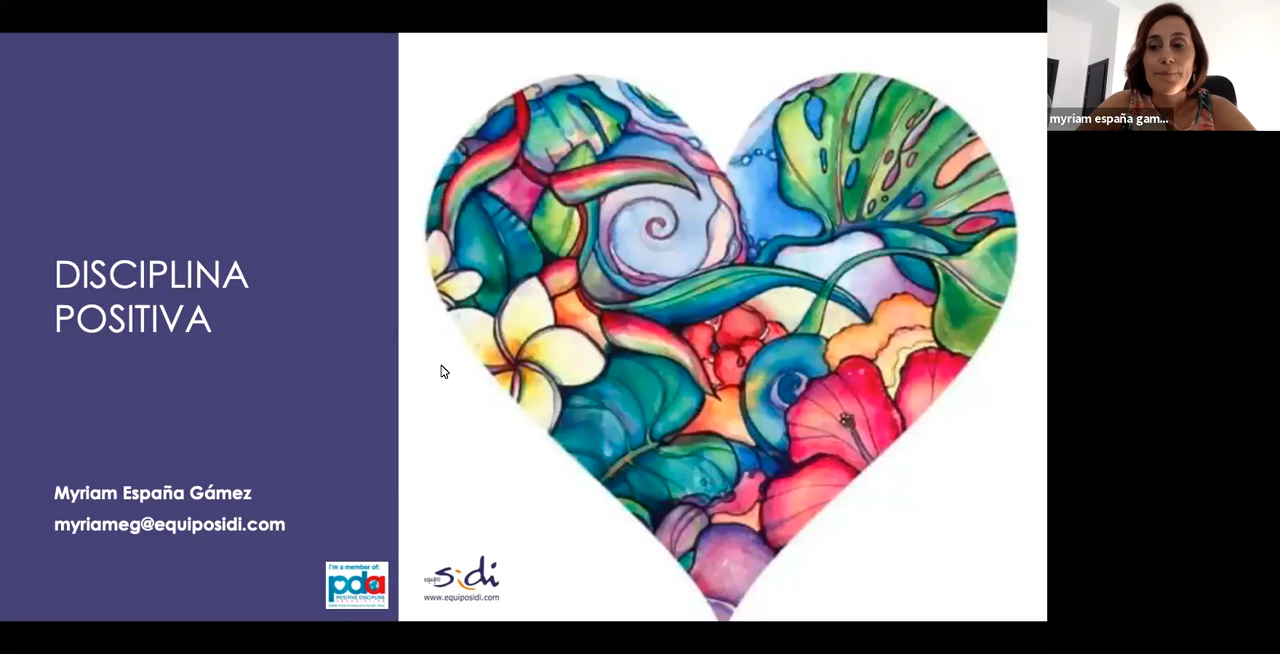 DISCIPLINA
POSITIVA
Myriam España Gámez
myriameg@equiposidi.com
I'm a member of:
pda
POSITIVE DISCIPLINE
equipo sidi
www.equiposidi.com
myriam españa gam...